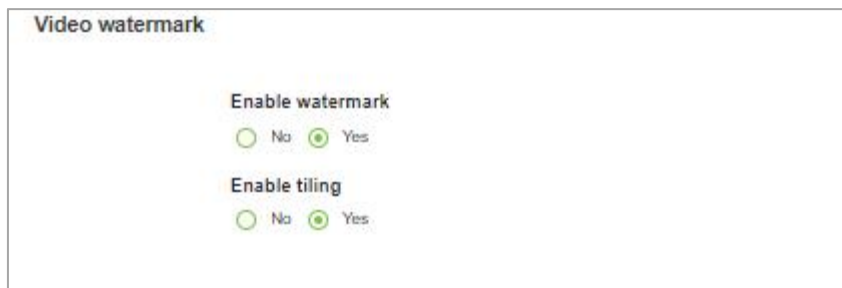 Video watermark
Enable watermark
No Yes
Enable tiling
No Yes